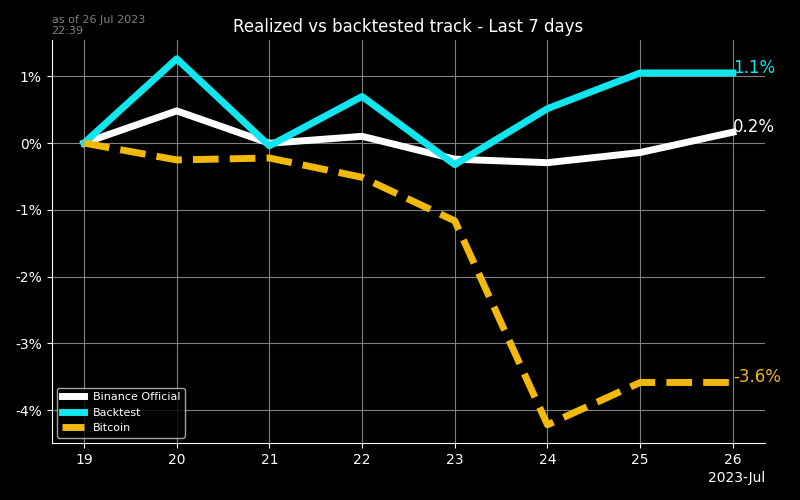 as of 26 Jul 2023
22:39
Realized vs backtested track - Last 7 days
1%
0%
-1%
-2%
-3%
-4%
1.1%
0.2%
-3.6%
Binance Official
Backtest
Bitcoin
19 20 21 22 23 24 25 26
2023-Jul